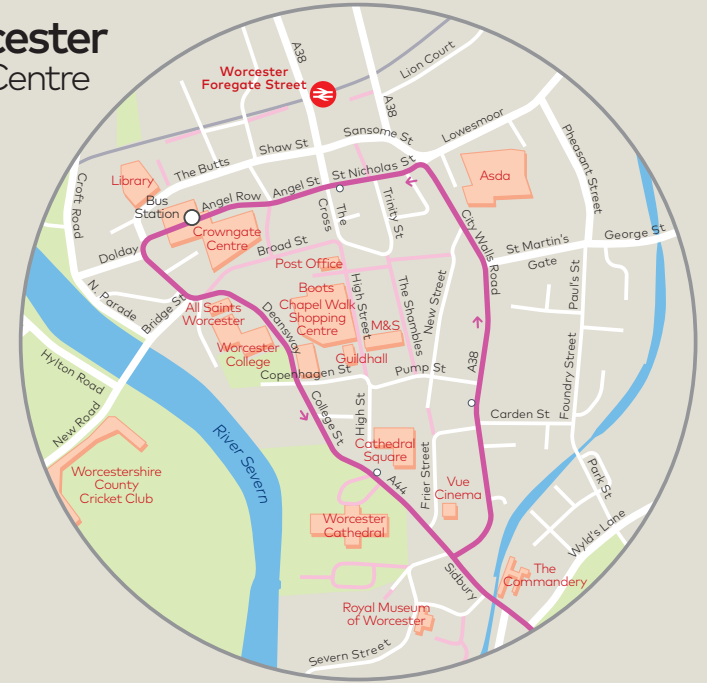 cester
Centre
A38
Worcester
Foregate Street
A38
Lion Court
Lowesmoor
Sansome St
Shaw St
The Butts
St Nicholas St
Angel St
Angel Row
Library
Bus
Station
Croft Road
Asda
Pheasant Street
The
Cross
Trinity St
City Walls Road
Crowngate
Centre
Broad St
Dolday
St Martin's
Gate
George St
Post Office
N. Parade
Bridge St
Boots
Chapel Walk
Shopping
Centre
High Street
The Shambles
New Street
Paul's St
All Saints
Worcester
Deansway
M&S
Worcester
College
Guildhall
Hylton Road
Copenhagen St
Pump St
A38
Foundry Street
New Road
College St
High St
Carden St
River Severn
Cathedral
Square
Frier Street
Park St
Worcestershire
County
Cricket Club
A44
Vue
Cinema
Worcester
Cathedral
Wyld's Lane
Sidbury
The
Commandery
Royal Museum
of Worcester
Severn Street